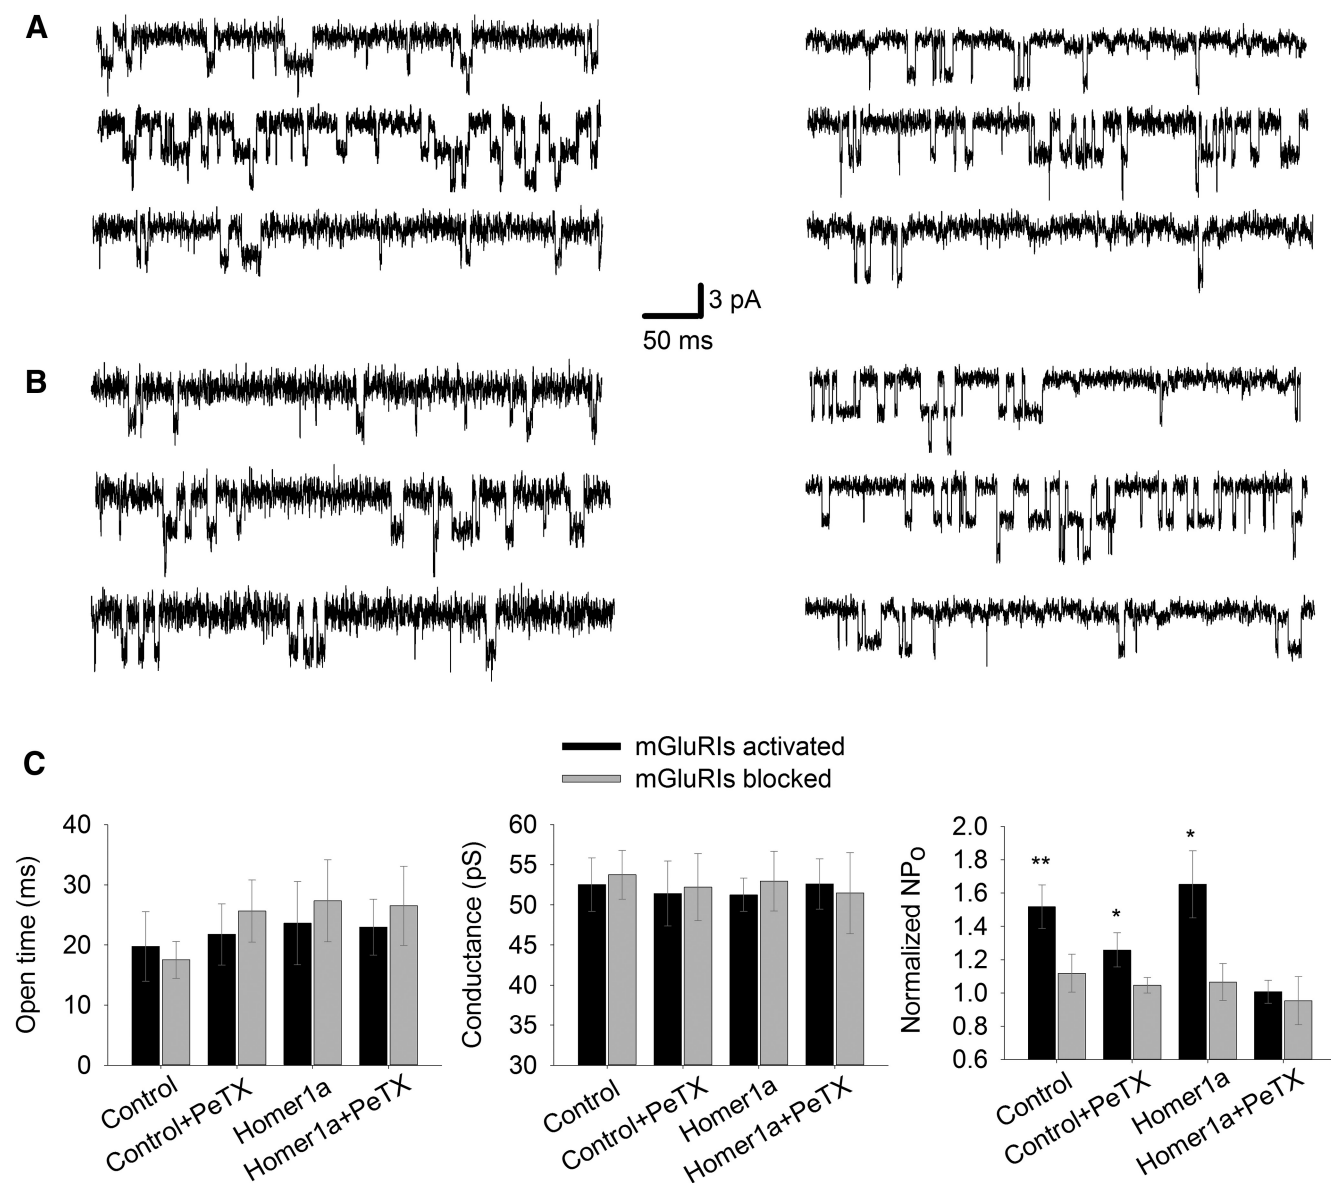 A
3 pA
50 ms
B
C
mGluRIs activated
mGluRIs blocked
Open time (ms)
40
30
20
10
0
Control
Control+PeTX
Homer1a
Homer1a+PeTX
Conductance (pS)
60
55
50
45
40
35
30
Control
Control+PeTX
Homer1a
Homer1a+PeTX
Normalized NPO
2.0
1.8
1.6
1.4
1.2
1.0
0.8
0.6
**
*
*
Control
Control+PeTX
Homer1a
Homer1a+PeTX